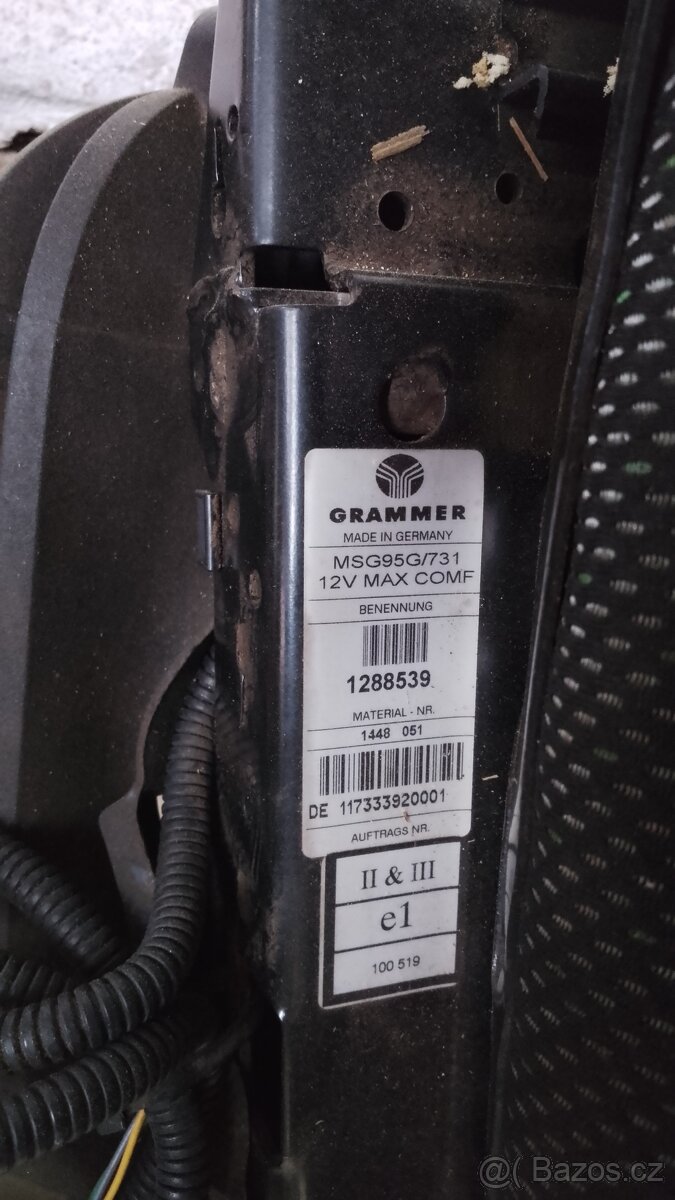 GRAMMER
MADE IN GERMANY
MSG95G/731
12V MAX COMF
BENENNUNG
1288539
MATERIAL - NR.
1448 051
DE 117333920001
AUFTRAGS NR.
II & III
e1
100 519
@( Bazos.cz